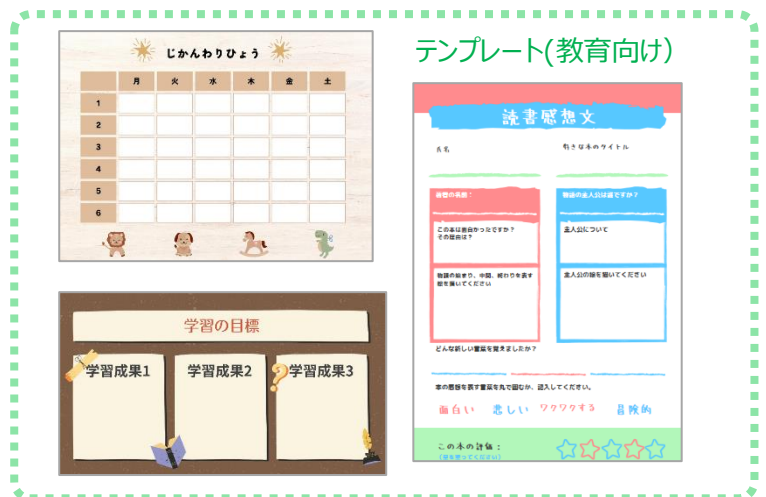 テンプレート(教育向け）
じかんわりひょう
月 火 水 木 金 土
1
2
3
4
5
6
学習の目標
学習成果1 学習成果2 学習成果3
読書感想文
氏名 好きな本のタイトル
著者の名前： 物語の主人公は誰ですか？
この本は面白かったですか？
その理由は？
主人公について
物語の始まり、中間、終わりを表す
絵を描いてください
主人公の絵を描いてください
どんな新しい言葉を覚えましたか？
本の感想を表す言葉を丸で囲むか、記入してください。
面白い 悲しい ワクワクする 冒険的
この本の評価：